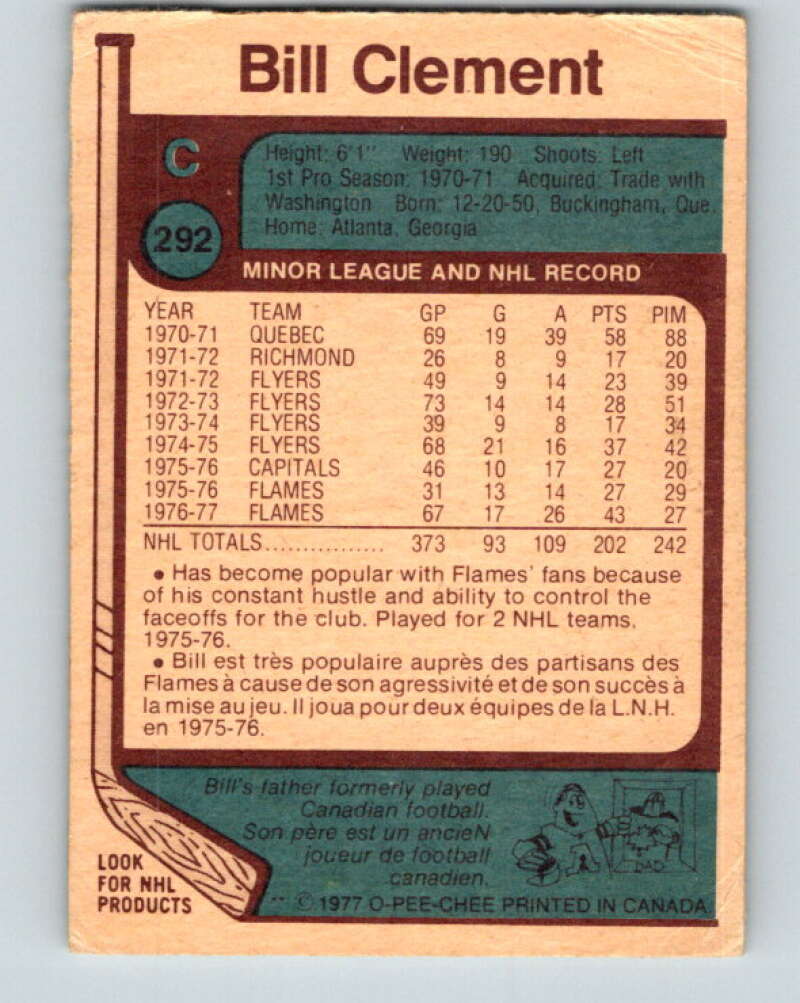 Bill Clement
C
Height: 6'1" Weight: 190 Shoots: Left
1st Pro Season: 1970-71 Acquired: Trade with
Washington Born: 12-20-50, Buckingham, Que.
Home: Atlanta, Georgia
292
MINOR LEAGUE AND NHL RECORD
YEAR TEAM GP G A PTS PIM
1970-71 QUEBEC 69 19 39 58 88
1971-72 RICHMOND 26 8 9 17 20
1971-72 FLYERS 49 9 14 23 39
1972-73 FLYERS 73 14 14 28 51
1973-74 FLYERS 39 9 8 17 34
1974-75 FLYERS 68 21 16 37 42
1975-76 CAPITALS 46 10 17 27 20
1975-76 FLAMES 31 13 14 27 29
1976-77 FLAMES 67 17 26 43 27
NHL TOTALS................ 373 93 109 202 242
• Has become popular with Flames' fans because
of his constant hustle and ability to control the
faceoffs for the club. Played for 2 NHL teams,
1975-76.
• Bill est très populaire auprès des partisans des
Flames à cause de son agressivité et de son succès à
la mise au jeu. Il joua pour deux équipes de la L.N.H.
en 1975-76.
Bill's father formerly played
Canadian football.
Son père est un ancieN
joueur de football
canadien.
A
DAD
LOOK
FOR NHL
PRODUCTS
** © 1977 O-PEE-CHEE PRINTED IN CANADA